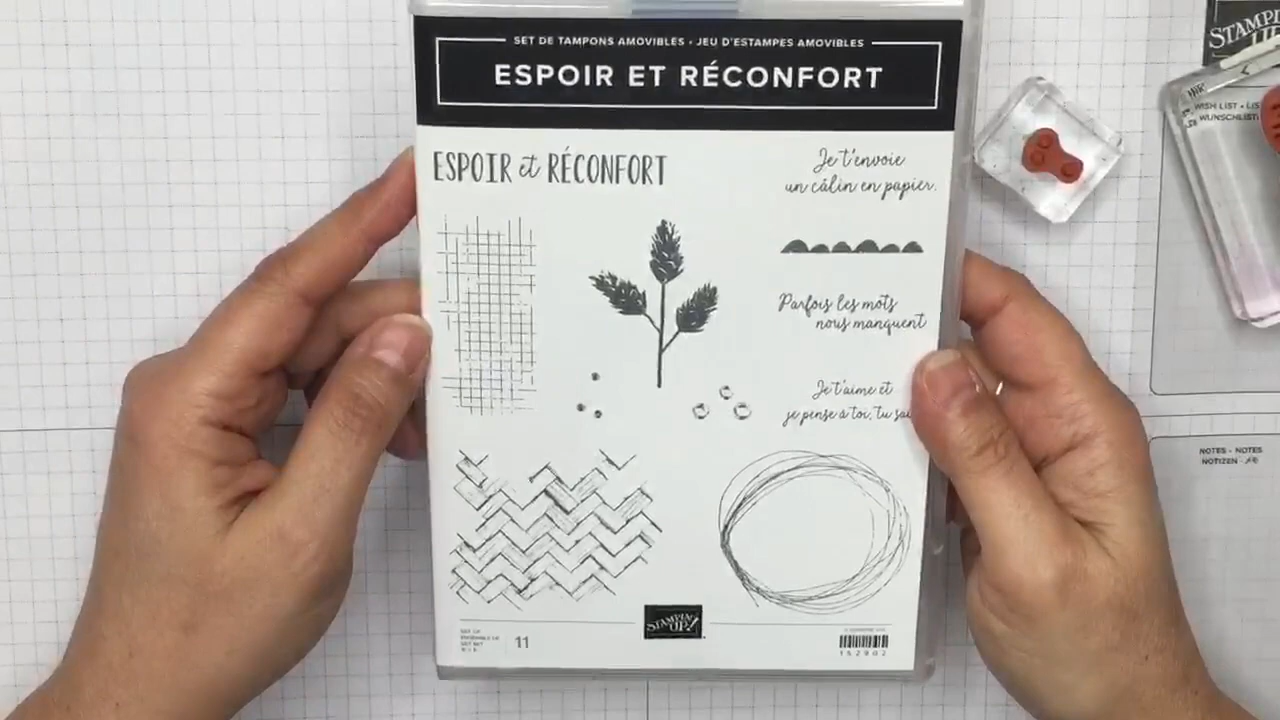 SET DE TAMPONS AMOVIBLES • JEU D'ESTAMPES AMOVIBLES
ESPOIR ET RÉCONFORT
ESPOIR et RÉCONFORT
Je t'envoie
un câlin en papier.
Parfois les mots
nous manquent
Je t'aime et
je pense à toi, tu
STAMPIN' UP!
11
152902
STAMPIN'
WISH LIST •
WUNSCHLIST
NOTES • NOTES
NOTIZEN •